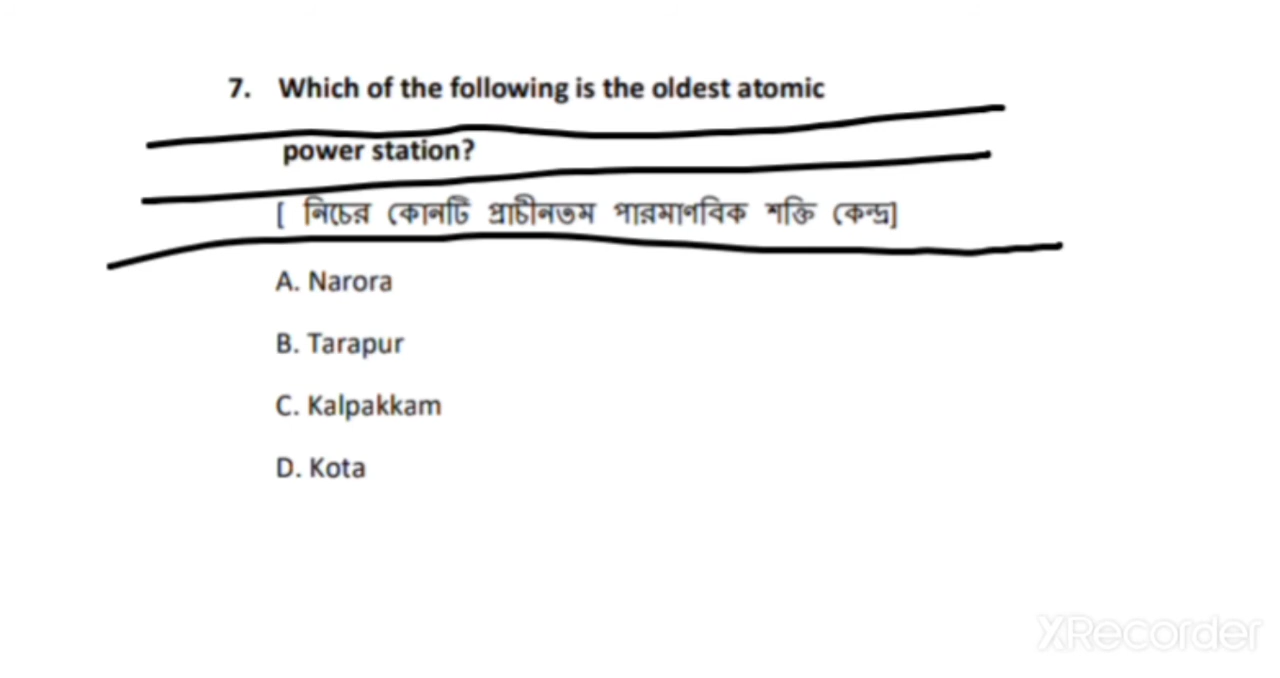 7. Which of the following is the oldest atomic
power station?
[ নিচের কোনটি প্রাচীনতম পারমাণবিক শক্তি কেন্দ্র]
A. Narora
B. Tarapur
C. Kalpakkam
D. Kota
XRecorder